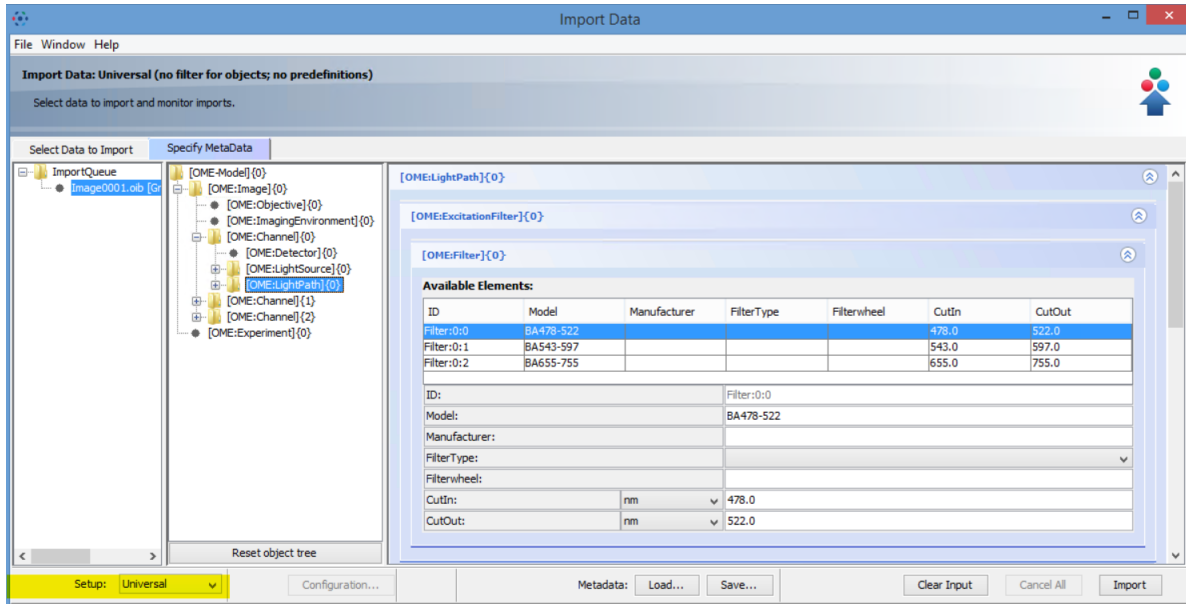 Import Data
File Window Help
Import Data: Universal (no filter for objects; no predefinitions)
Select data to import and monitor imports.
Select Data to Import Specify MetaData
ImportQueue
Image0001.oib [Gr
[OME-Model]{0}
[OME:Image]{0}
[OME:Objective]{0}
[OME:ImagingEnvironment]{0}
[OME:Channel]{0}
[OME:Detector]{0}
[OME:LightSource]{0}
[OME:LightPath]{0}
[OME:Channel]{1}
[OME:Channel]{2}
[OME:Experiment]{0}
Reset object tree
[OME:LightPath]{0}
[OME:ExcitationFilter]{0}
[OME:Filter]{0}
Available Elements:
ID Model Manufacturer FilterType Filterwheel CutIn CutOut
Filter:0:0 BA478-522 478.0 522.0
Filter:0:1 BA543-597 543.0 597.0
Filter:0:2 BA655-755 655.0 755.0
ID: Filter:0:0
Model: BA478-522
Manufacturer:
FilterType:
Filterwheel:
CutIn: nm 478.0
CutOut: nm 522.0
Setup: Universal Configuration... Metadata: Load... Save... Clear Input Cancel All Import